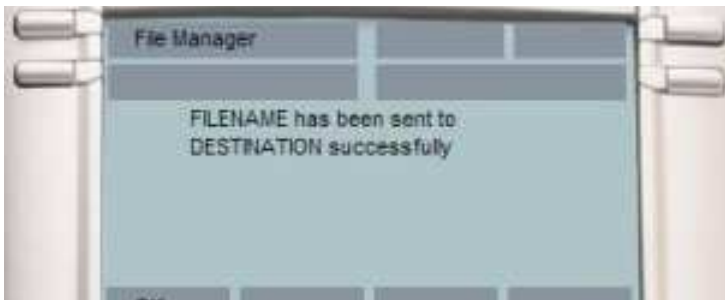 File Manager
FILENAME has been sent to
DESTINATION successfully